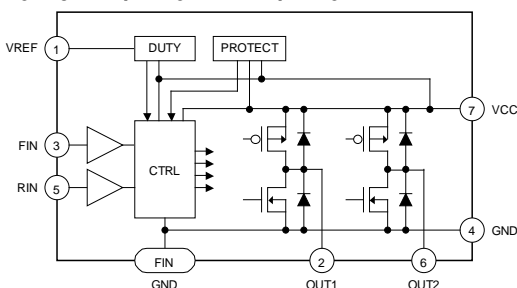 DUTY
PROTECT
VREF
1
7
VCC
FIN
3
CTRL
RIN
5
4
GND
FIN
2
6
GND
OUT1
OUT2